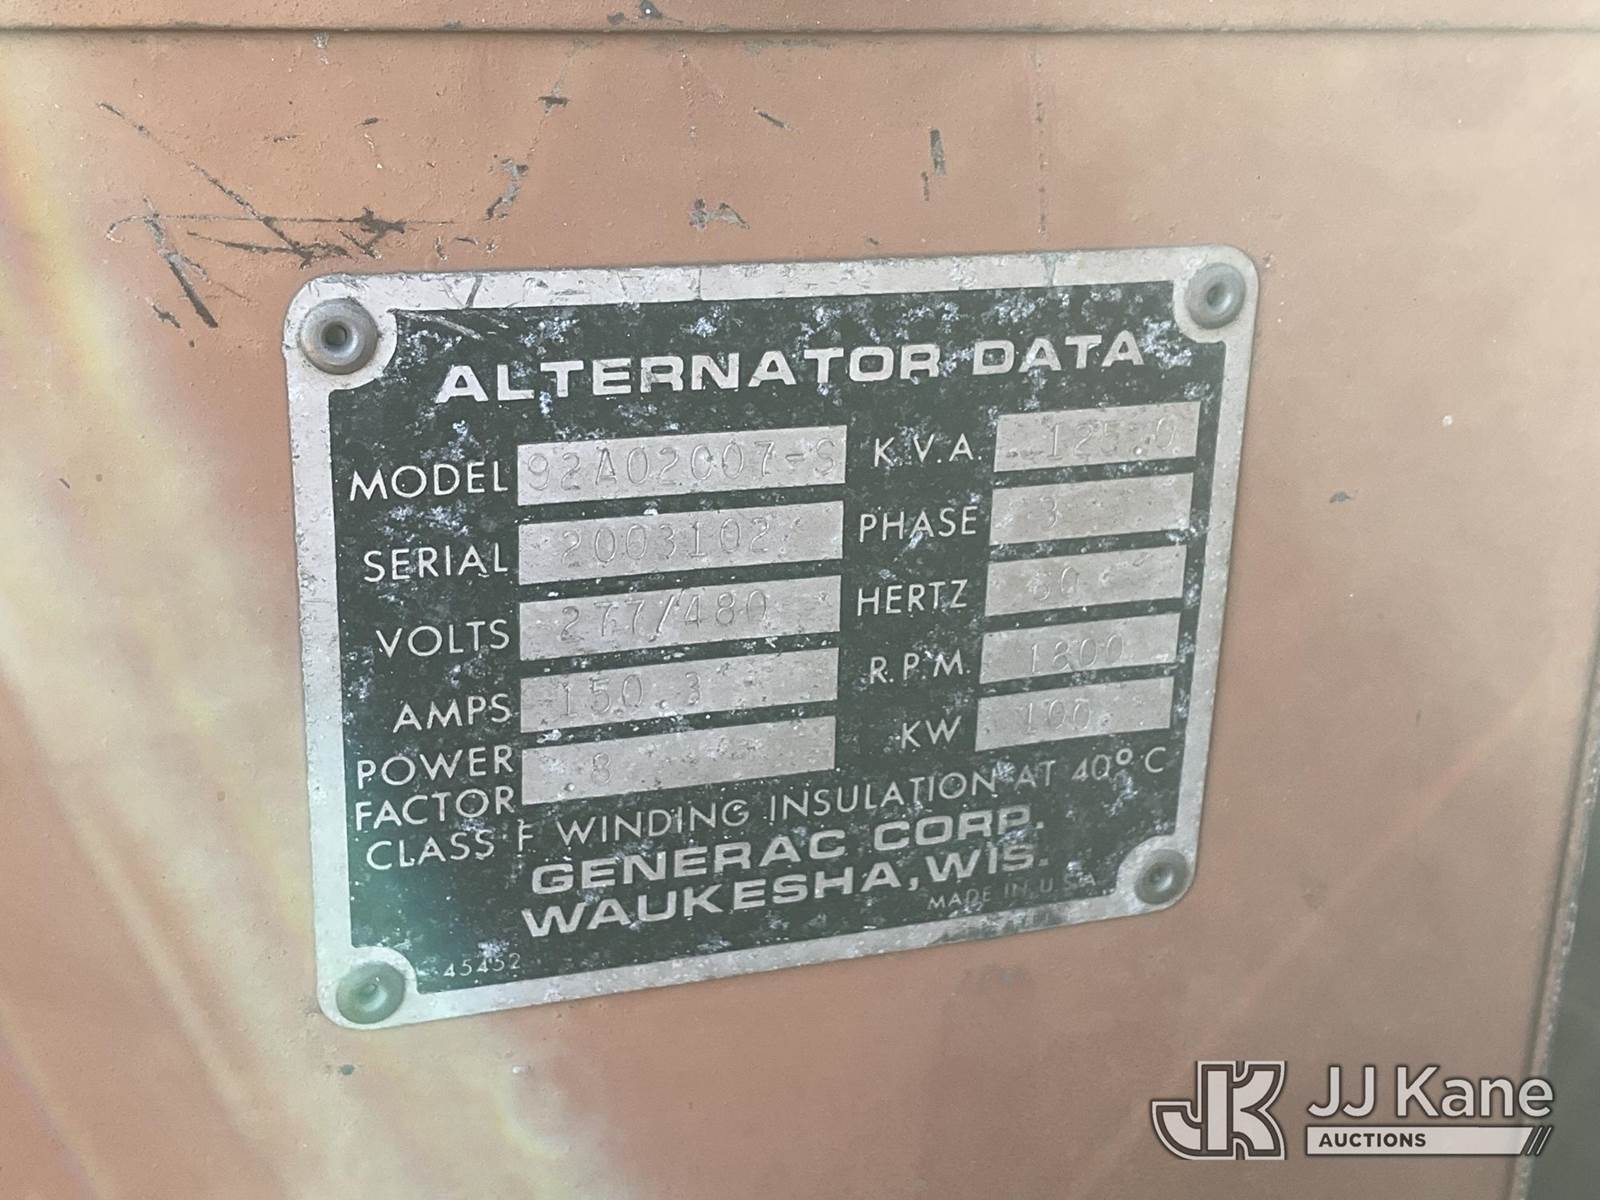 ALTERNATOR DATA
MODEL 92A02007-S
SERIAL 2003102
VOLTS 277/480
AMPS 150.3
POWER FACTOR .8
K.V.A. 125.0
PHASE 3
HERTZ 60
R.P.M. 1800
KW 100
CLASS F WINDING INSULATION AT 40° C
GENERAC CORP.
WAUKESHA, WIS.
MADE IN U.S.A.
45452
JK JJ Kane
AUCTIONS